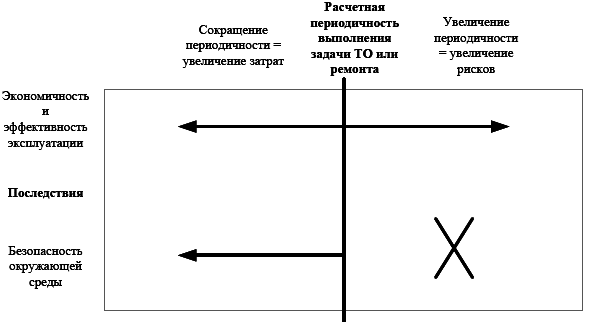 Сокращение
периодичности =
увеличение затрат
Расчетная
периодичность
выполнения
задачи ТО или
ремонта
Увеличение
периодичности
= увеличение
рисков
Экономичность
и
эффективность
эксплуатации
Последствия
Безопасность
окружающей
среды